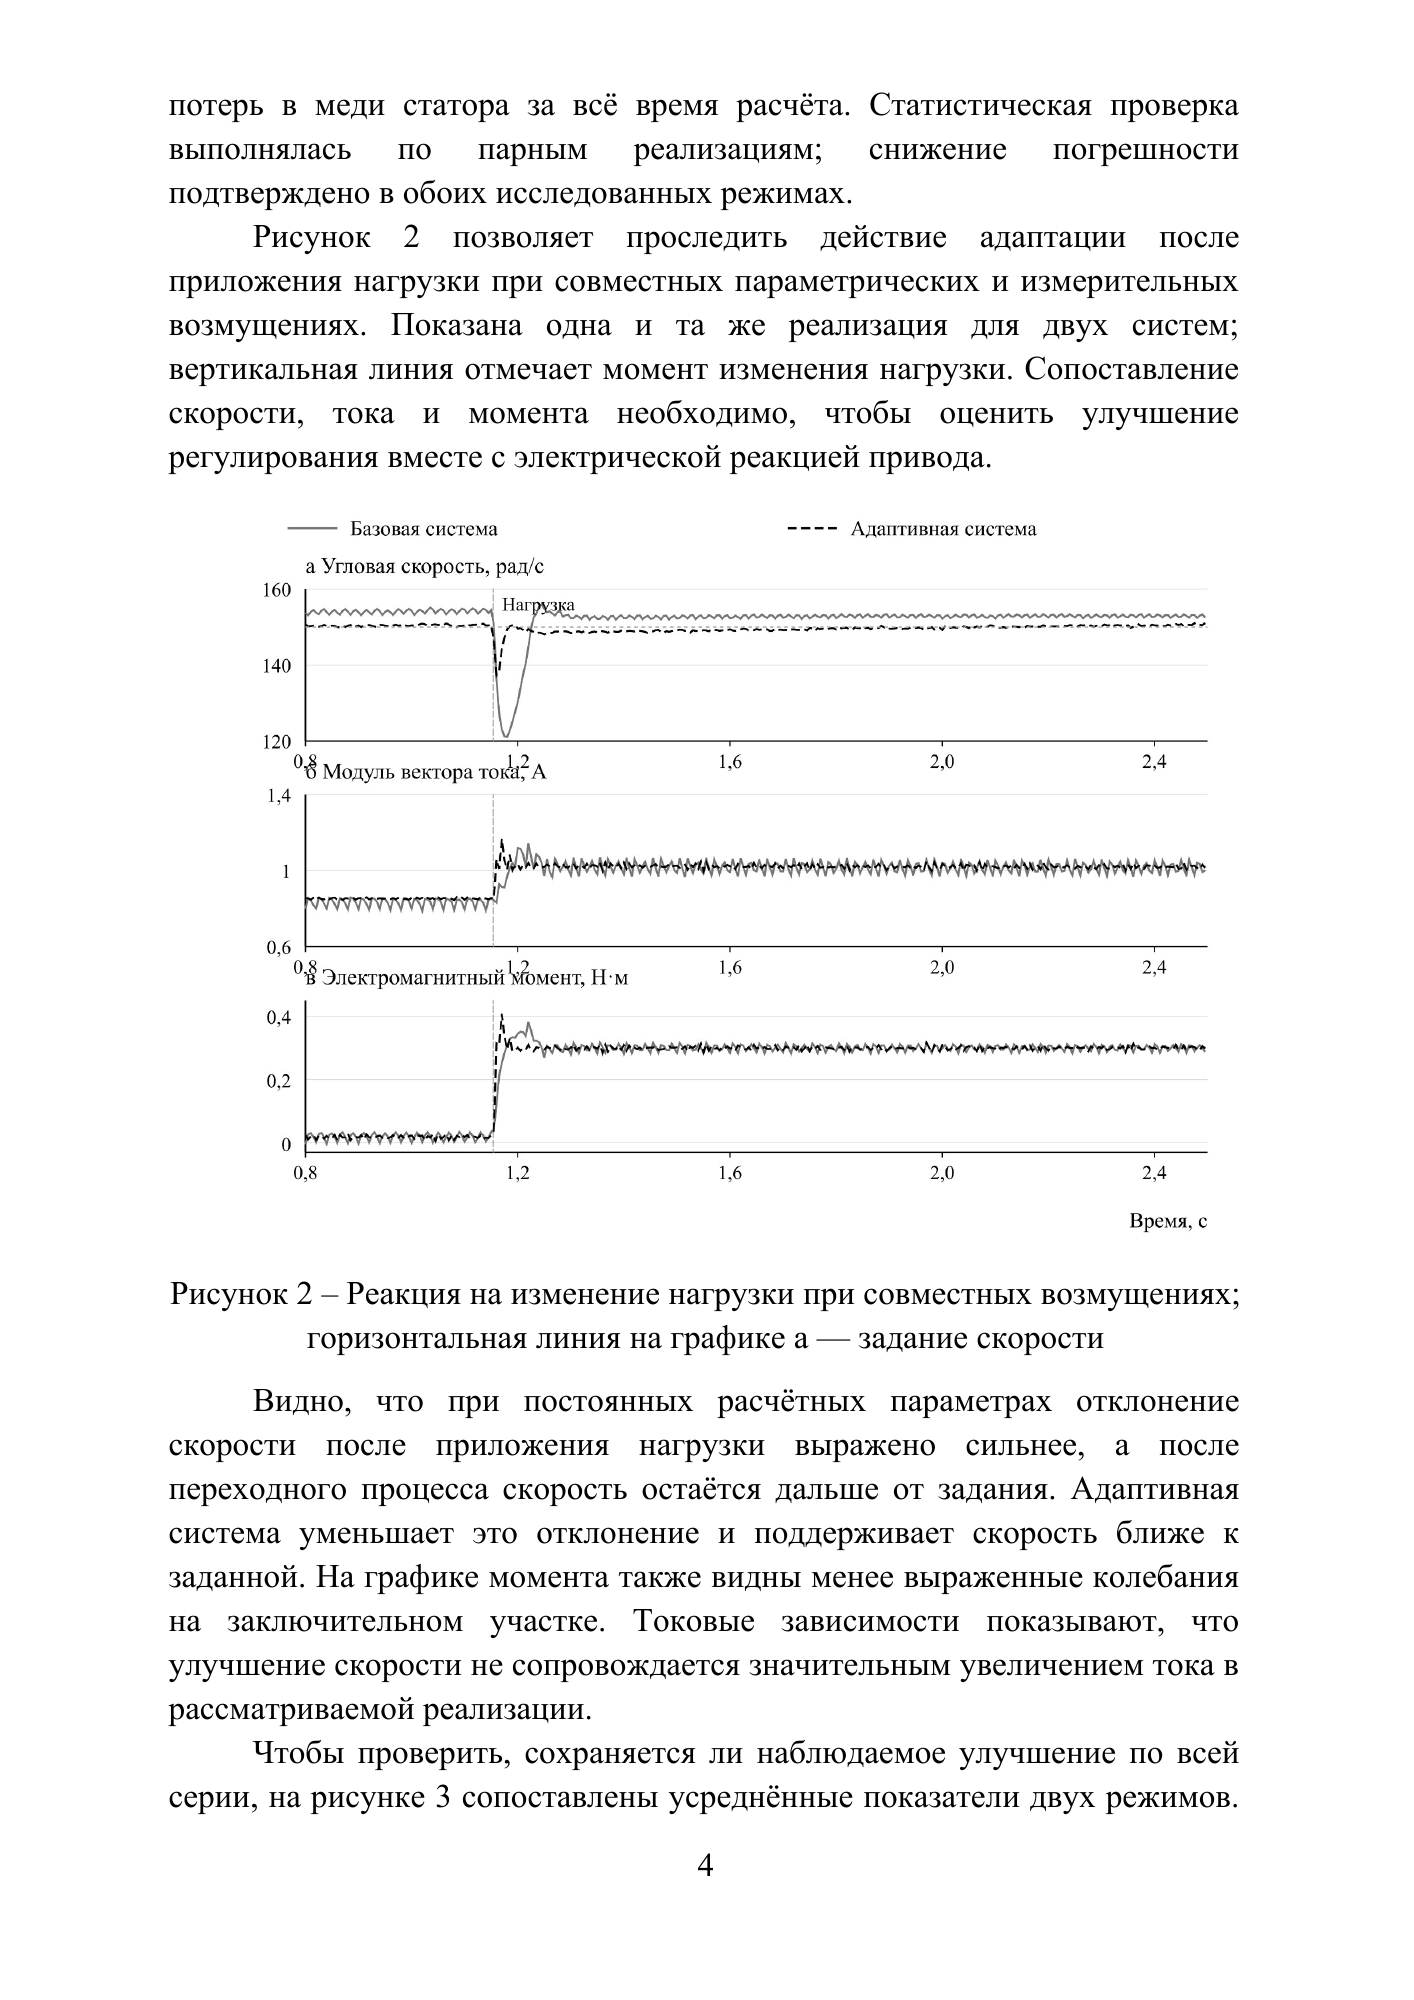 потерь в меди статора за всё время расчёта. Статистическая проверка
выполнялась по парным реализациям; снижение погрешности
подтверждено в обоих исследованных режимах.
Рисунок 2 позволяет проследить действие адаптации после
приложения нагрузки при совместных параметрических и измерительных
возмущениях. Показана одна и та же реализация для двух систем;
вертикальная линия отмечает момент изменения нагрузки. Сопоставление
скорости, тока и момента необходимо, чтобы оценить улучшение
регулирования вместе с электрической реакцией привода.
Базовая система Адаптивная система
а Угловая скорость, рад/с
160
Нагрузка
140
120
0,8 1,2 1,6 2,0 2,4
б Модуль вектора тока, А
1,4
1
0,6
0,8 1,2 1,6 2,0 2,4
в Электромагнитный момент, Н·м
0,4
0,2
0
0,8 1,2 1,6 2,0 2,4
Время, с
Рисунок 2 – Реакция на изменение нагрузки при совместных возмущениях;
горизонтальная линия на графике а — задание скорости
Видно, что при постоянных расчётных параметрах отклонение
скорости после приложения нагрузки выражено сильнее, а после
переходного процесса скорость остаётся дальше от задания. Адаптивная
система уменьшает это отклонение и поддерживает скорость ближе к
заданной. На графике момента также видны менее выраженные колебания
на заключительном участке. Токовые зависимости показывают, что
улучшение скорости не сопровождается значительным увеличением тока в
рассматриваемой реализации.
Чтобы проверить, сохраняется ли наблюдаемое улучшение по всей
серии, на рисунке 3 сопоставлены усреднённые показатели двух режимов.
4